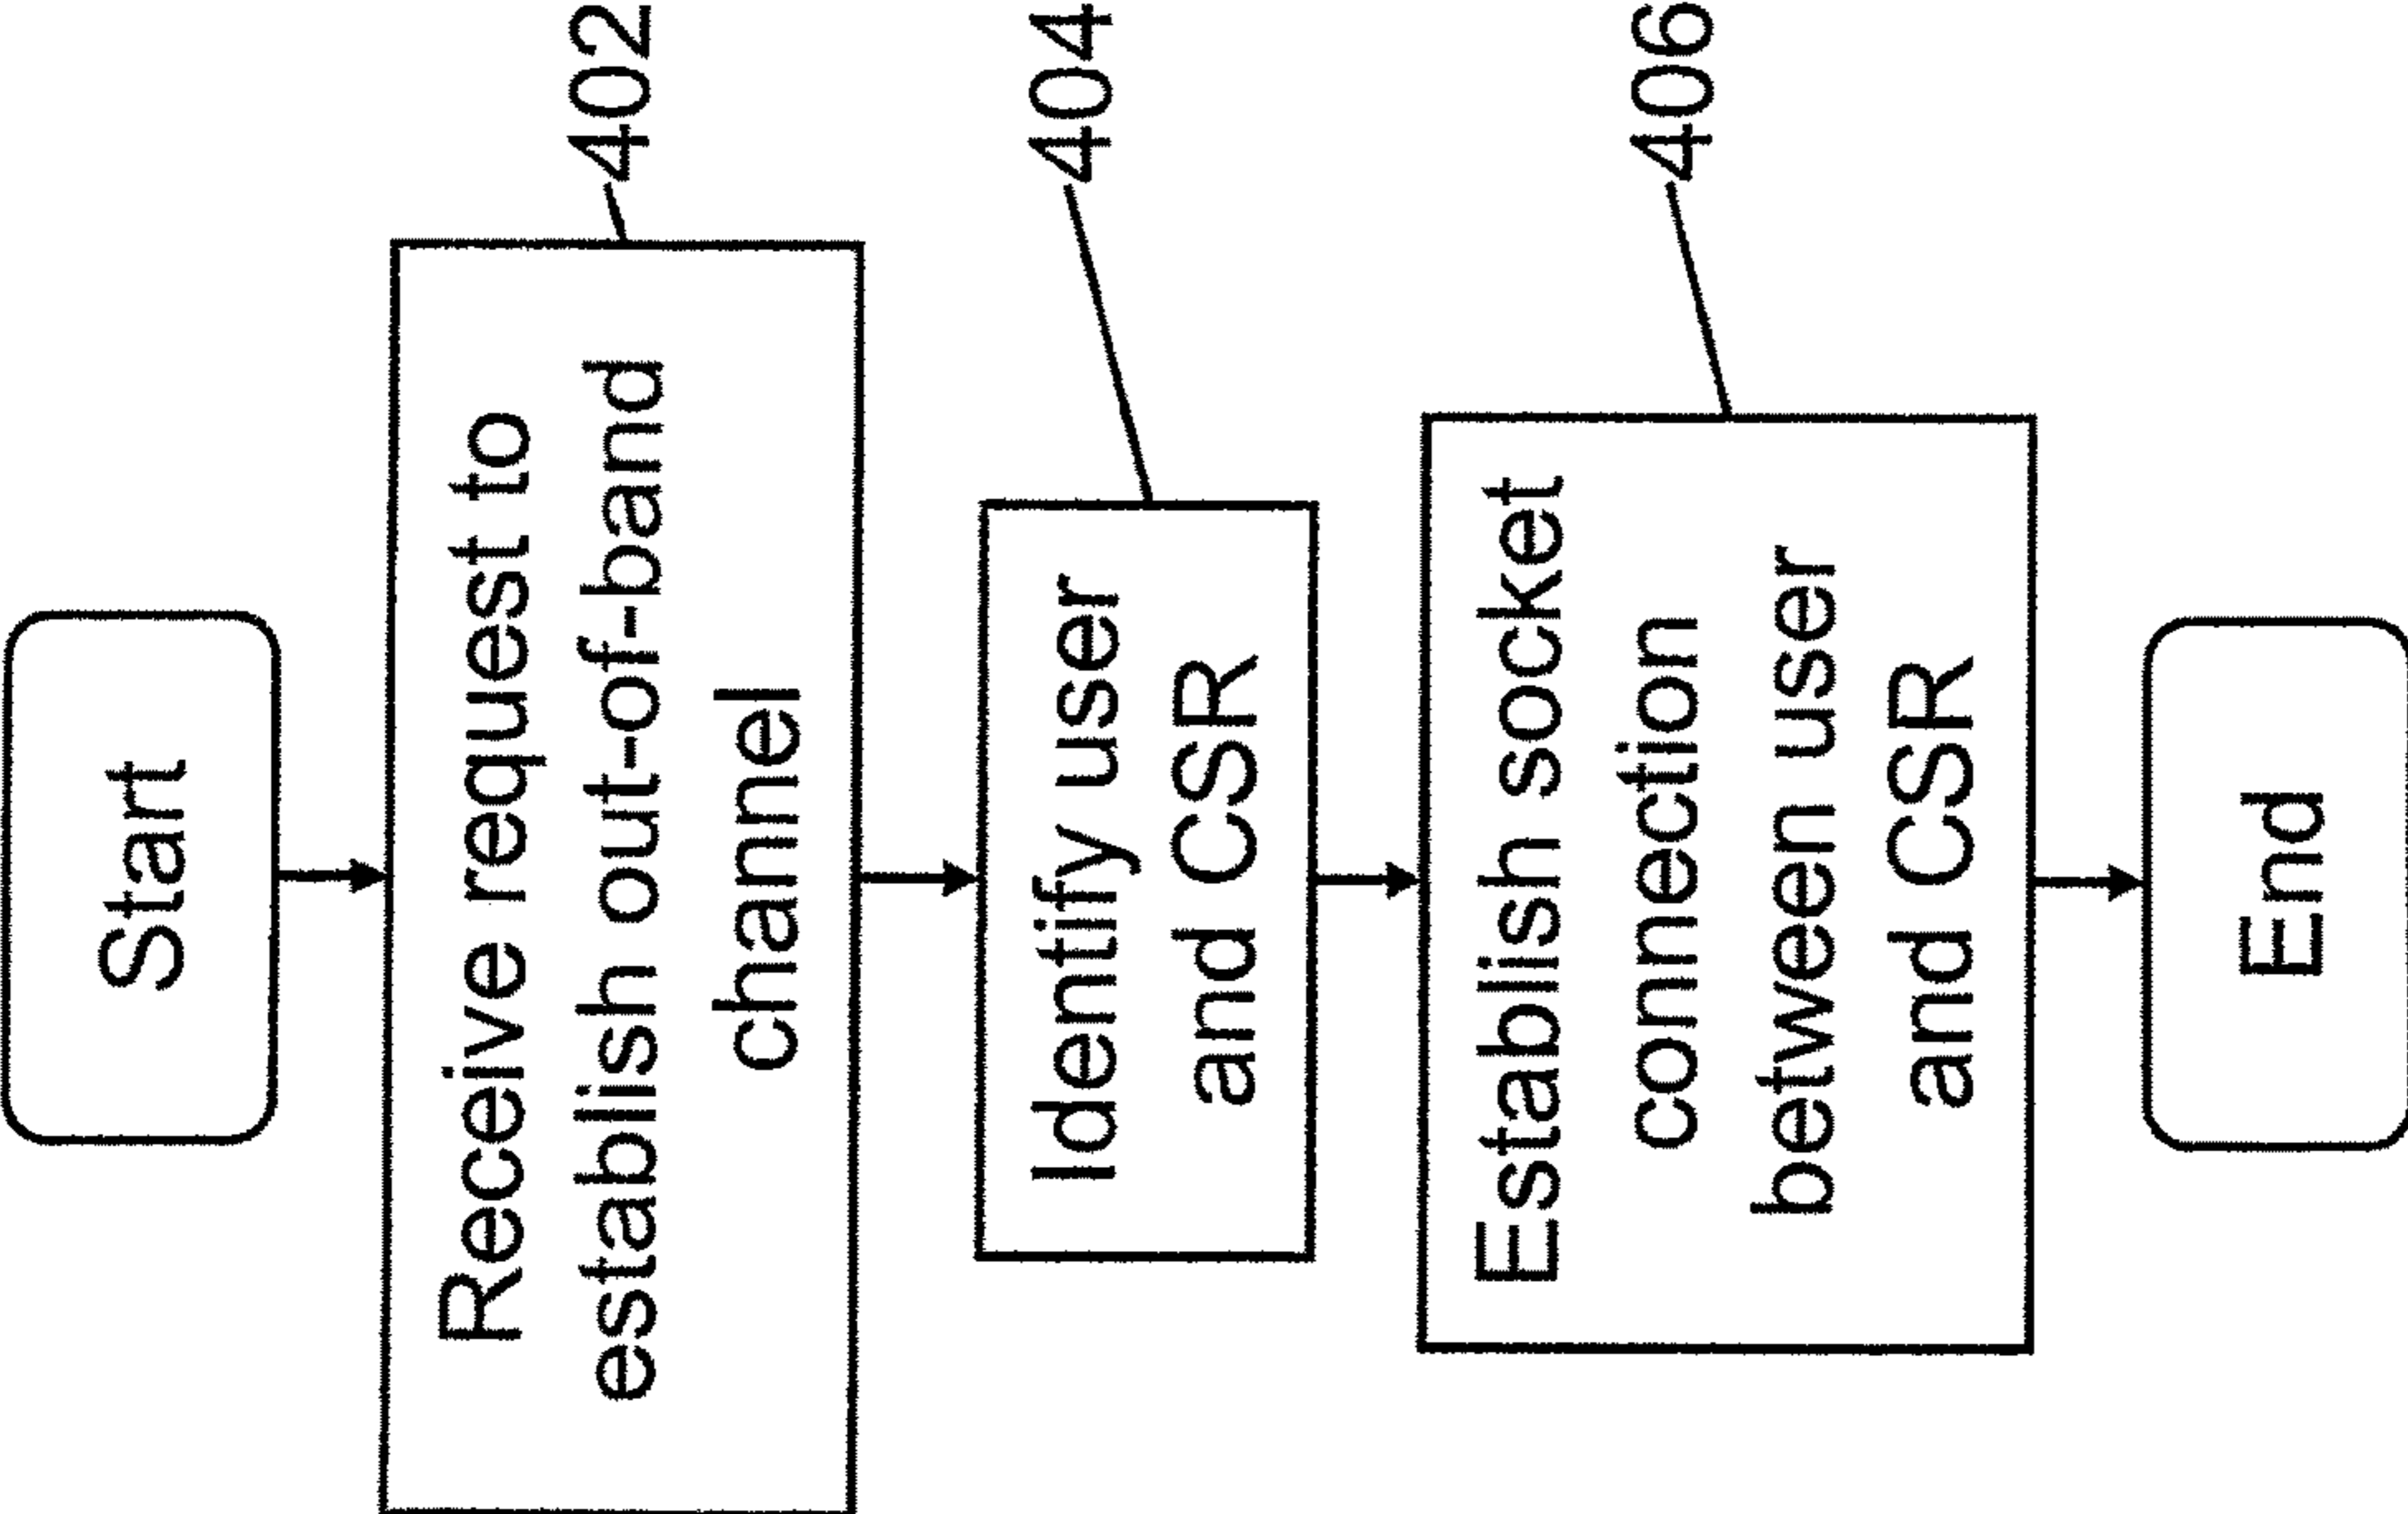 Start
Receive request to
establish out-of-band
channel
402
Identify user
and CSR
404
Establish socket
connection
between user
and CSR
406
End